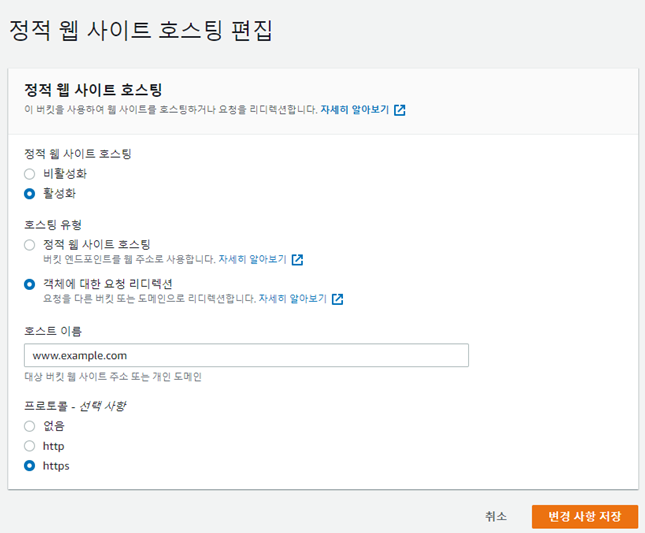 정적 웹 사이트 호스팅 편집
정적 웹 사이트 호스팅
이 버킷을 사용하여 웹 사이트를 호스팅하거나 요청을 리디렉션합니다. 자세히 알아보기
정적 웹 사이트 호스팅
비활성화
활성화
호스팅 유형
정적 웹 사이트 호스팅
버킷 엔드포인트를 웹 주소로 사용합니다. 자세히 알아보기
객체에 대한 요청 리디렉션
요청을 다른 버킷 또는 도메인으로 리디렉션합니다. 자세히 알아보기
호스트 이름
www.example.com
대상 버킷 웹 사이트 주소 또는 개인 도메인
프로토콜 - 선택 사항
없음
http
https
취소 변경 사항 저장